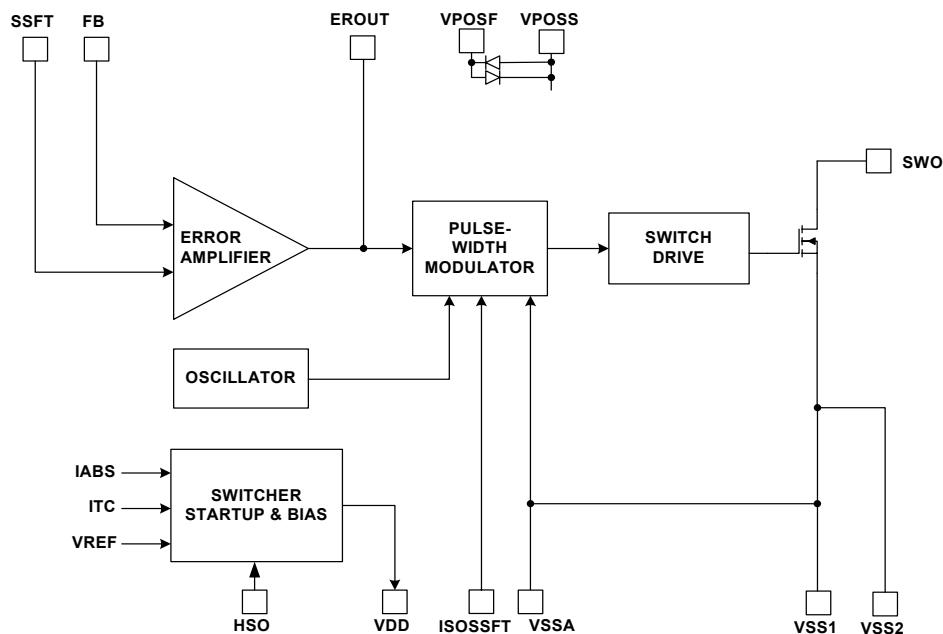 SSFT FB EROUT VPOSF VPOSS
SWO
ERROR
AMPLIFIER
PULSE-
WIDTH
MODULATOR
SWITCH
DRIVE
OSCILLATOR
IABS
ITC
VREF
SWITCHER
STARTUP & BIAS
HSO VDD ISOSSFT VSSA VSS1 VSS2